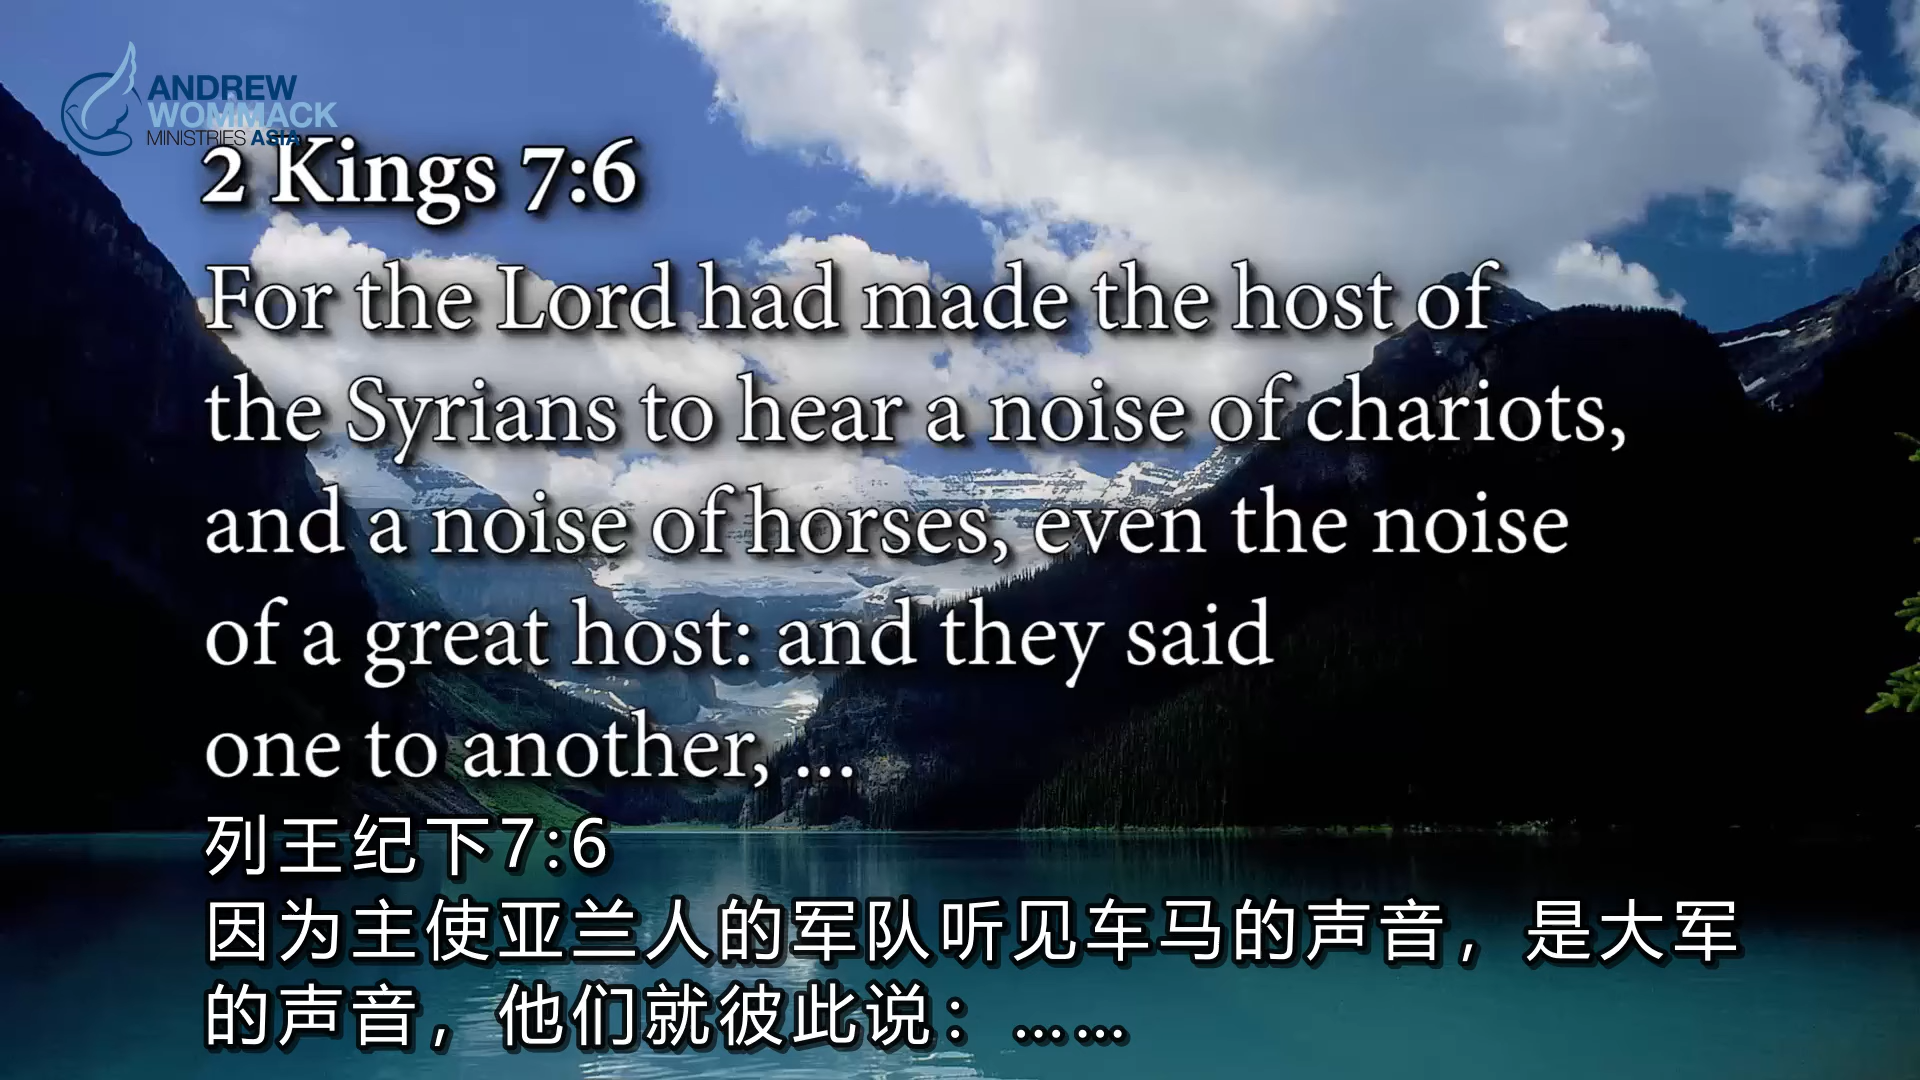 ANDREW
WOMMACK
MINISTRIES ASIA
2 Kings 7:6
For the Lord had made the host of
the Syrians to hear a noise of chariots,
and a noise of horses, even the noise
of a great host: and they said
one to another, ...
列王纪下7:6
因为主使亚兰人的军队听见车马的声音，是大军
的声音，他们就彼此说：……